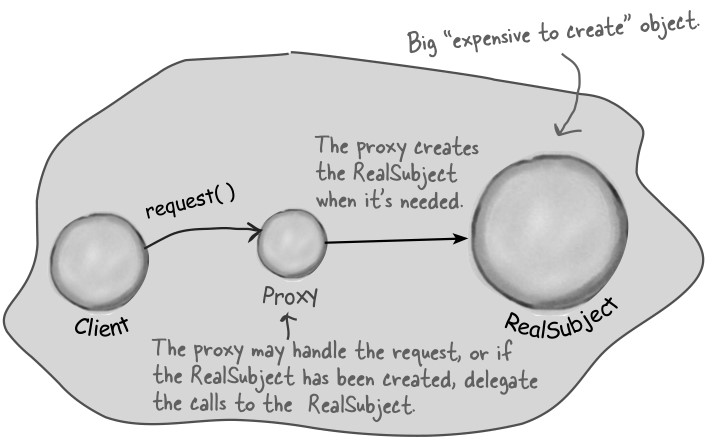 Big “expensive to create” object.
The proxy creates
the RealSubject
when it's needed.
request()
Client
Proxy
RealSubject
The proxy may handle the request, or if
the RealSubject has been created, delegate
the calls to the RealSubject.